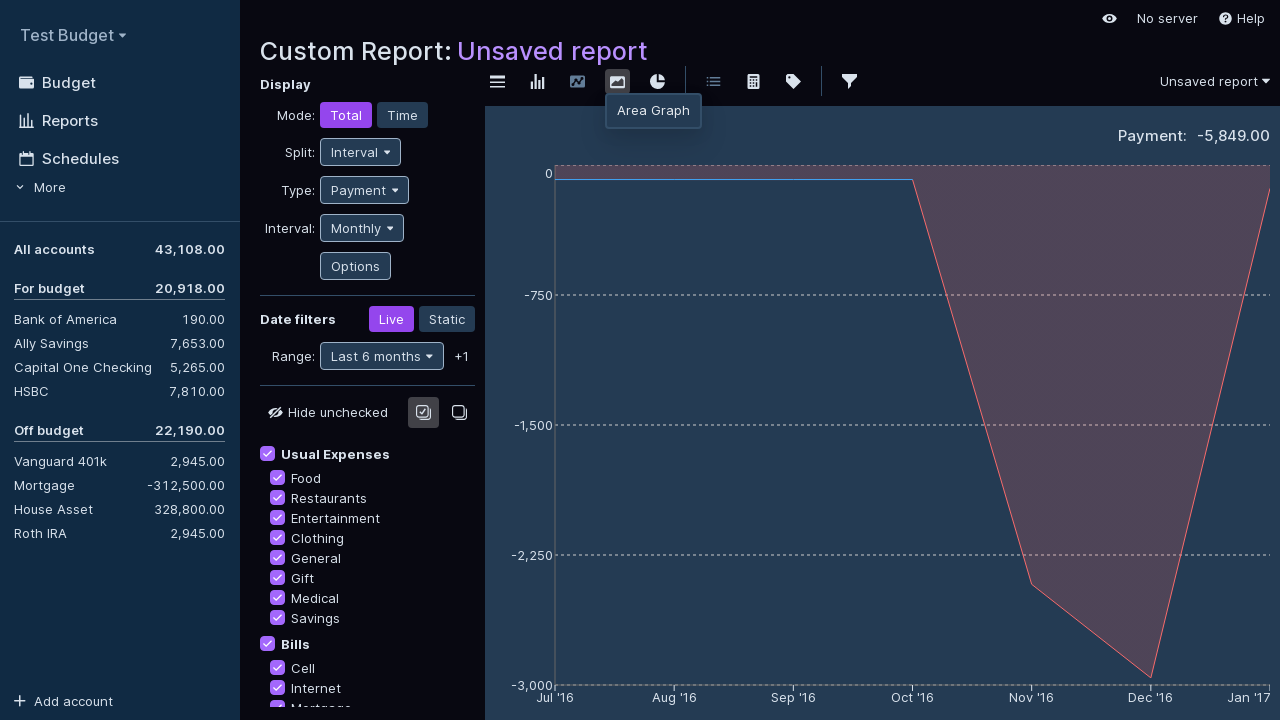 Test Budget
Budget
Reports
Schedules
More
All accounts 43,108.00
For budget 20,918.00
Bank of America 190.00
Ally Savings 7,653.00
Capital One Checking 5,265.00
HSBC 7,810.00
Off budget 22,190.00
Vanguard 401k 2,945.00
Mortgage -312,500.00
House Asset 328,800.00
Roth IRA 2,945.00
Add account
No server
Help
Custom Report: Unsaved report
Display
Mode: Total Time
Split: Interval
Type: Payment
Interval: Monthly
Options
Date filters Live Static
Range: Last 6 months +1
Hide unchecked
Usual Expenses
Food
Restaurants
Entertainment
Clothing
General
Gift
Medical
Savings
Bills
Cell
Internet
Mortgage
Unsaved report
Area Graph
Payment: -5,849.00
0
-750
-1,500
-2,250
-3,000
Jul '16 Aug '16 Sep '16 Oct '16 Nov '16 Dec '16 Jan '17